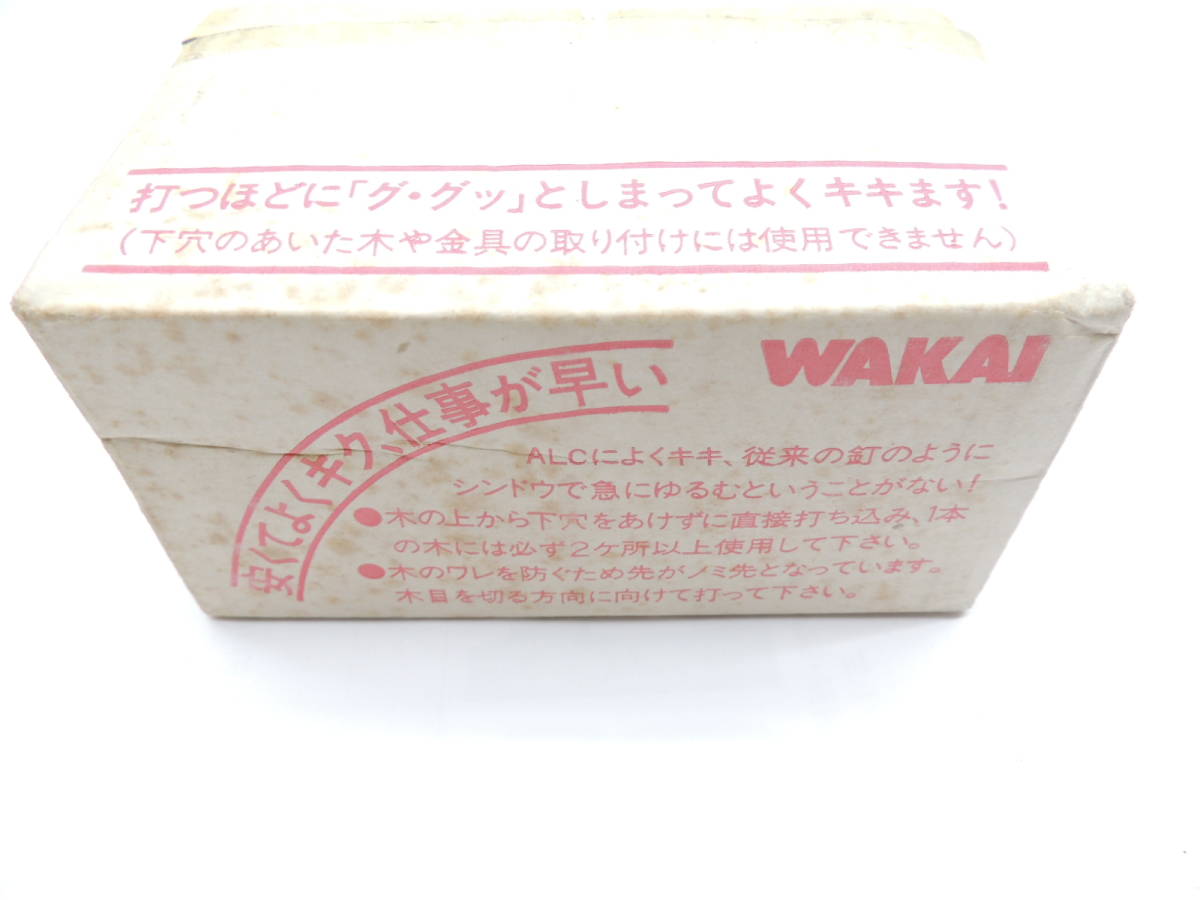 打つほどに「グ・グッ」としまってよくキキます!
(下穴のあいた木や金具の取り付けには使用できません)
WAKAI
安くてよくキク、仕事が早い
ALCによくキキ、従来の釘のように
シンドウで急にゆるむということがない!
●木の上から下穴をあけずに直接打ち込み、1本
の木には必ず2ケ所以上使用して下さい。
●木のワレを防ぐため先がノミ先となっています。
木目を切る方向に向けて打って下さい。